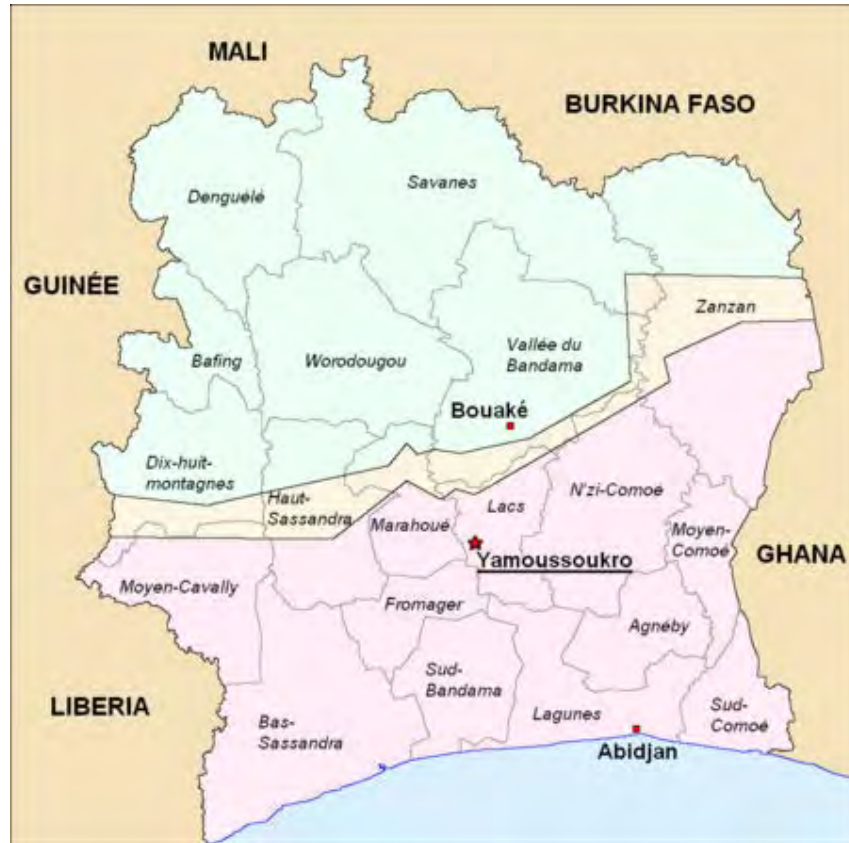 MALI
BURKINA FASO
Denguélé
Savanes
GUINÉE
Zanzan
Bafing
Worodougou
Vallée du
Bandama
Bouaké
Dix-huit-
montagnes
Haut-
Sassandra
Marahoué
Lacs
N'zi-Comoé
Moyen-
Comoé
GHANA
Yamoussoukro
Moyen-Cavally
Fromager
Agnéby
Sud-
Bandama
LIBERIA
Bas-
Sassandra
Lagunes
Sud-
Comoé
Abidjan